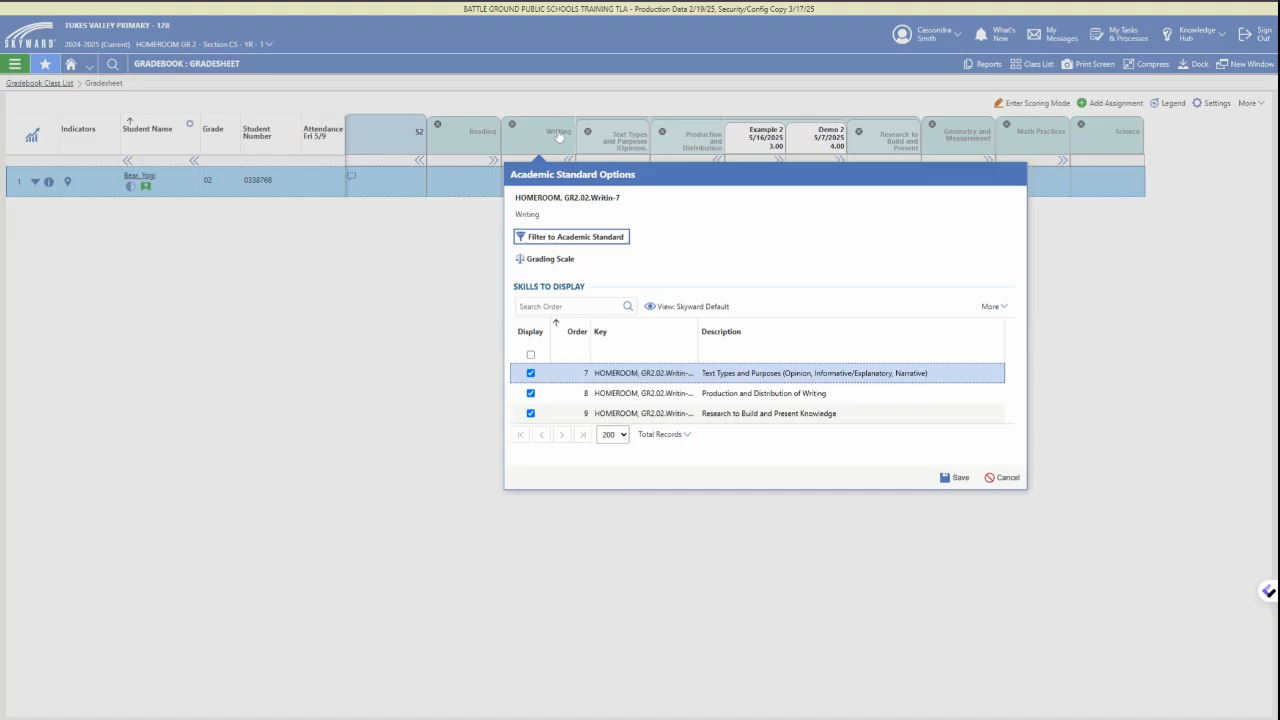 BATTLE GROUND PUBLIC SCHOOLS TRAINING TLA - Production Data 2/19/25, Security/Config Copy 3/17/25
SKYWARD
TUKES VALLEY PRIMARY - 128
2024-2025 (Current) HOMEROOM GR 2 - Section CS - YR - 1
Cassondra Smith
What's New
My Messages
My Tasks & Processes
Knowledge Hub
Sign Out
GRADEBOOK : GRADESHEET
Reports Class List Print Screen Compress Dock New Window
Gradebook Class List > Gradesheet
Enter Scoring Mode Add Assignment Legend Settings More
Indicators
Student Name
Grade
Student Number
Attendance Fri 5/9
S2
Reading
Writing
Text Types and Purposes (Opinion,
Production and Distribution
Example 2 5/16/2025 3.00
Demo 2 5/7/2025 4.00
Research to Build and Present
Geometry and Measurement
Math Practices
Science
1 Bear, Yogi 02 0338768
Academic Standard Options
HOMEROOM, GR2.02.Writin-7
Writing
Filter to Academic Standard
Grading Scale
SKILLS TO DISPLAY
Search Order View: Skyward Default More
Display Order Key Description
7 HOMEROOM, GR2.02.Writin-... Text Types and Purposes (Opinion, Informative/Explanatory, Narrative)
8 HOMEROOM, GR2.02.Writin-... Production and Distribution of Writing
9 HOMEROOM, GR2.02.Writin-... Research to Build and Present Knowledge
200 Total Records
Save Cancel